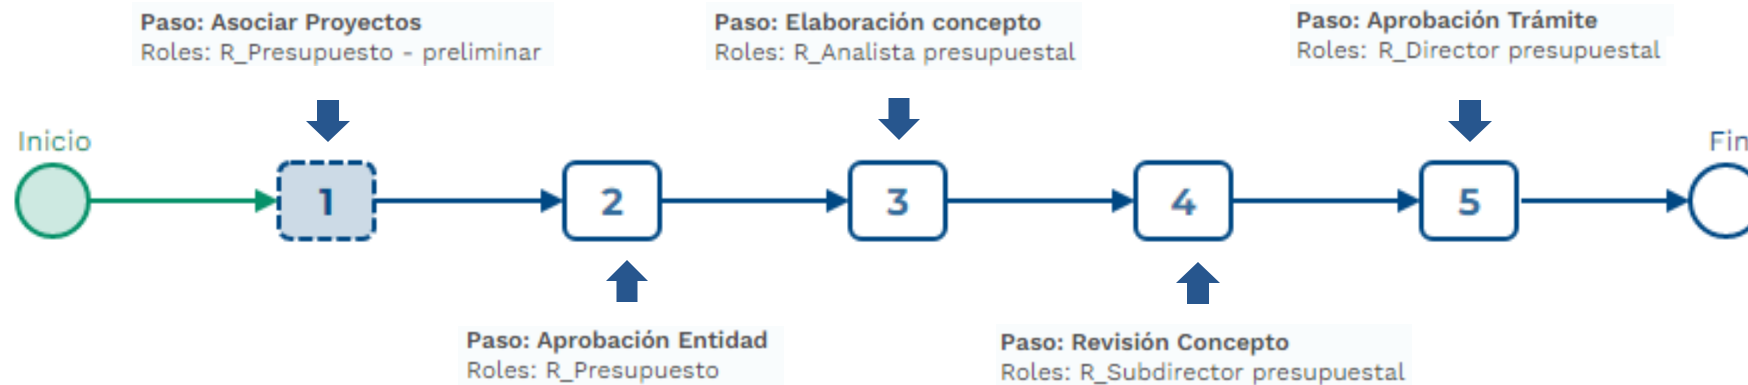 Paso: Asociar Proyectos
Roles: R_Presupuesto - preliminar
Paso: Elaboración concepto
Roles: R_Analista presupuestal
Paso: Aprobación Trámite
Roles: R_Director presupuestal
Inicio
Fin
1
2
3
4
5
Paso: Aprobación Entidad
Roles: R_Presupuesto
Paso: Revisión Concepto
Roles: R_Subdirector presupuestal